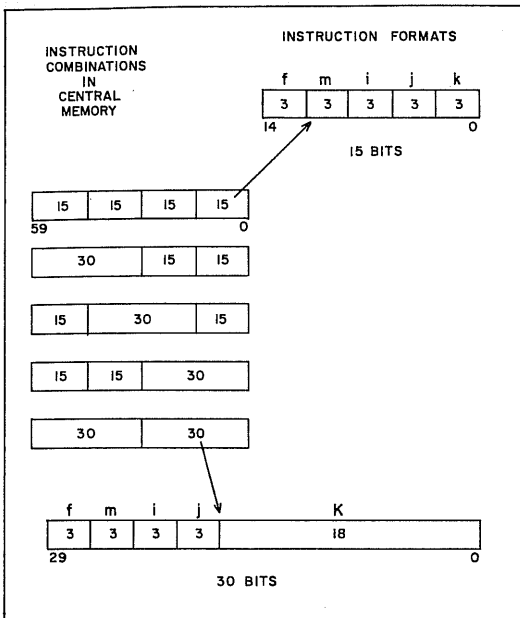 INSTRUCTION FORMATS
INSTRUCTION
COMBINATIONS
IN
CENTRAL
MEMORY
f m i j k
3 3 3 3 3
14 0
15 BITS
15 15 15 15
59 0
30 15 15
15 30 15
15 15 30
30 30
f m i j K
3 3 3 3 18
29 0
30 BITS